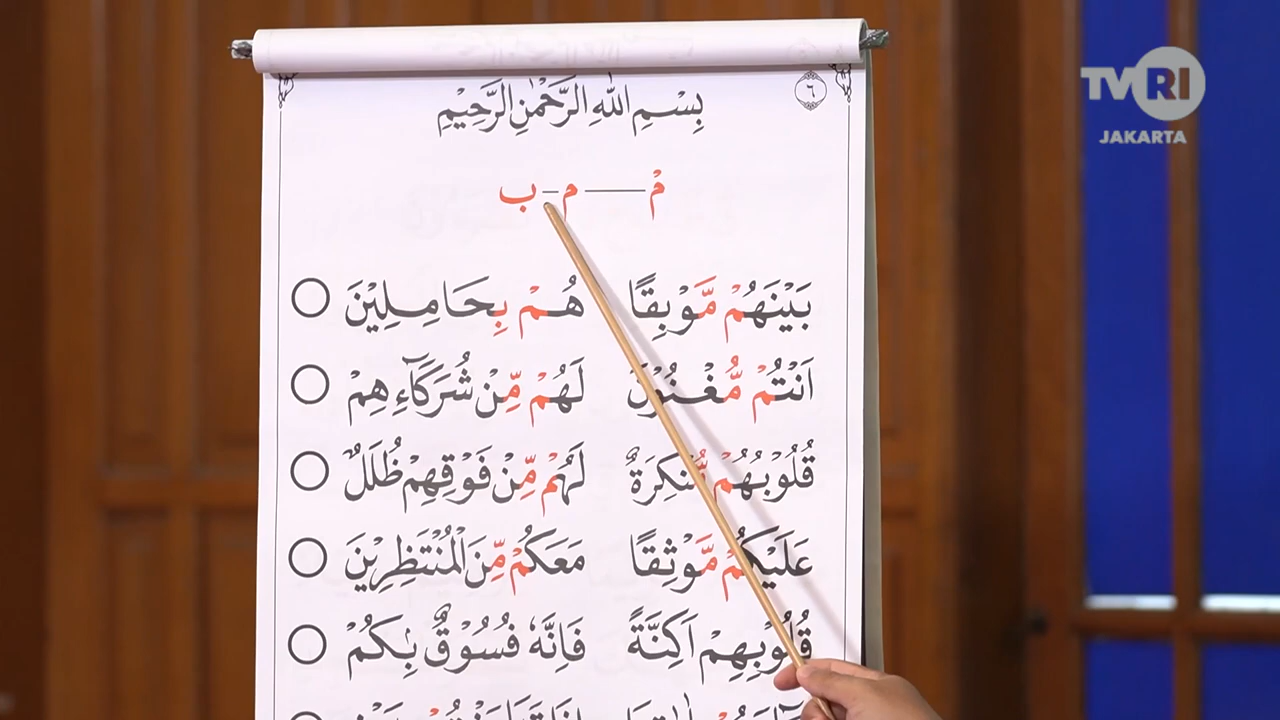 TVRI
JAKARTA
٦
بِسْمِ اللّٰهِ الرَّحْمٰنِ الرَّحِيْمِ
مْ — م – ب
بَيْنَهُمْ مَّوْبِقًا هُمْ بِحَامِلِيْنَ
اَنْتُمْ مُّغْنُوْنَ لَهُمْ مِّنْ شُرَكَآءِهِمْ
قُلُوْبُهُمْ مُّنْكِرَةٌ لَهُمْ مِّنْ فَوْقِهِمْ ظُلَلٌ
عَلَيْكُمْ مَّوْثِقًا مَعَكُمْ مِّنَ الْمُنْتَظِرِيْنَ
قُلُوْبِهِمْ اَكِنَّةً فَاِنَّهٗ فُسُوْقٌ بِكُمْ